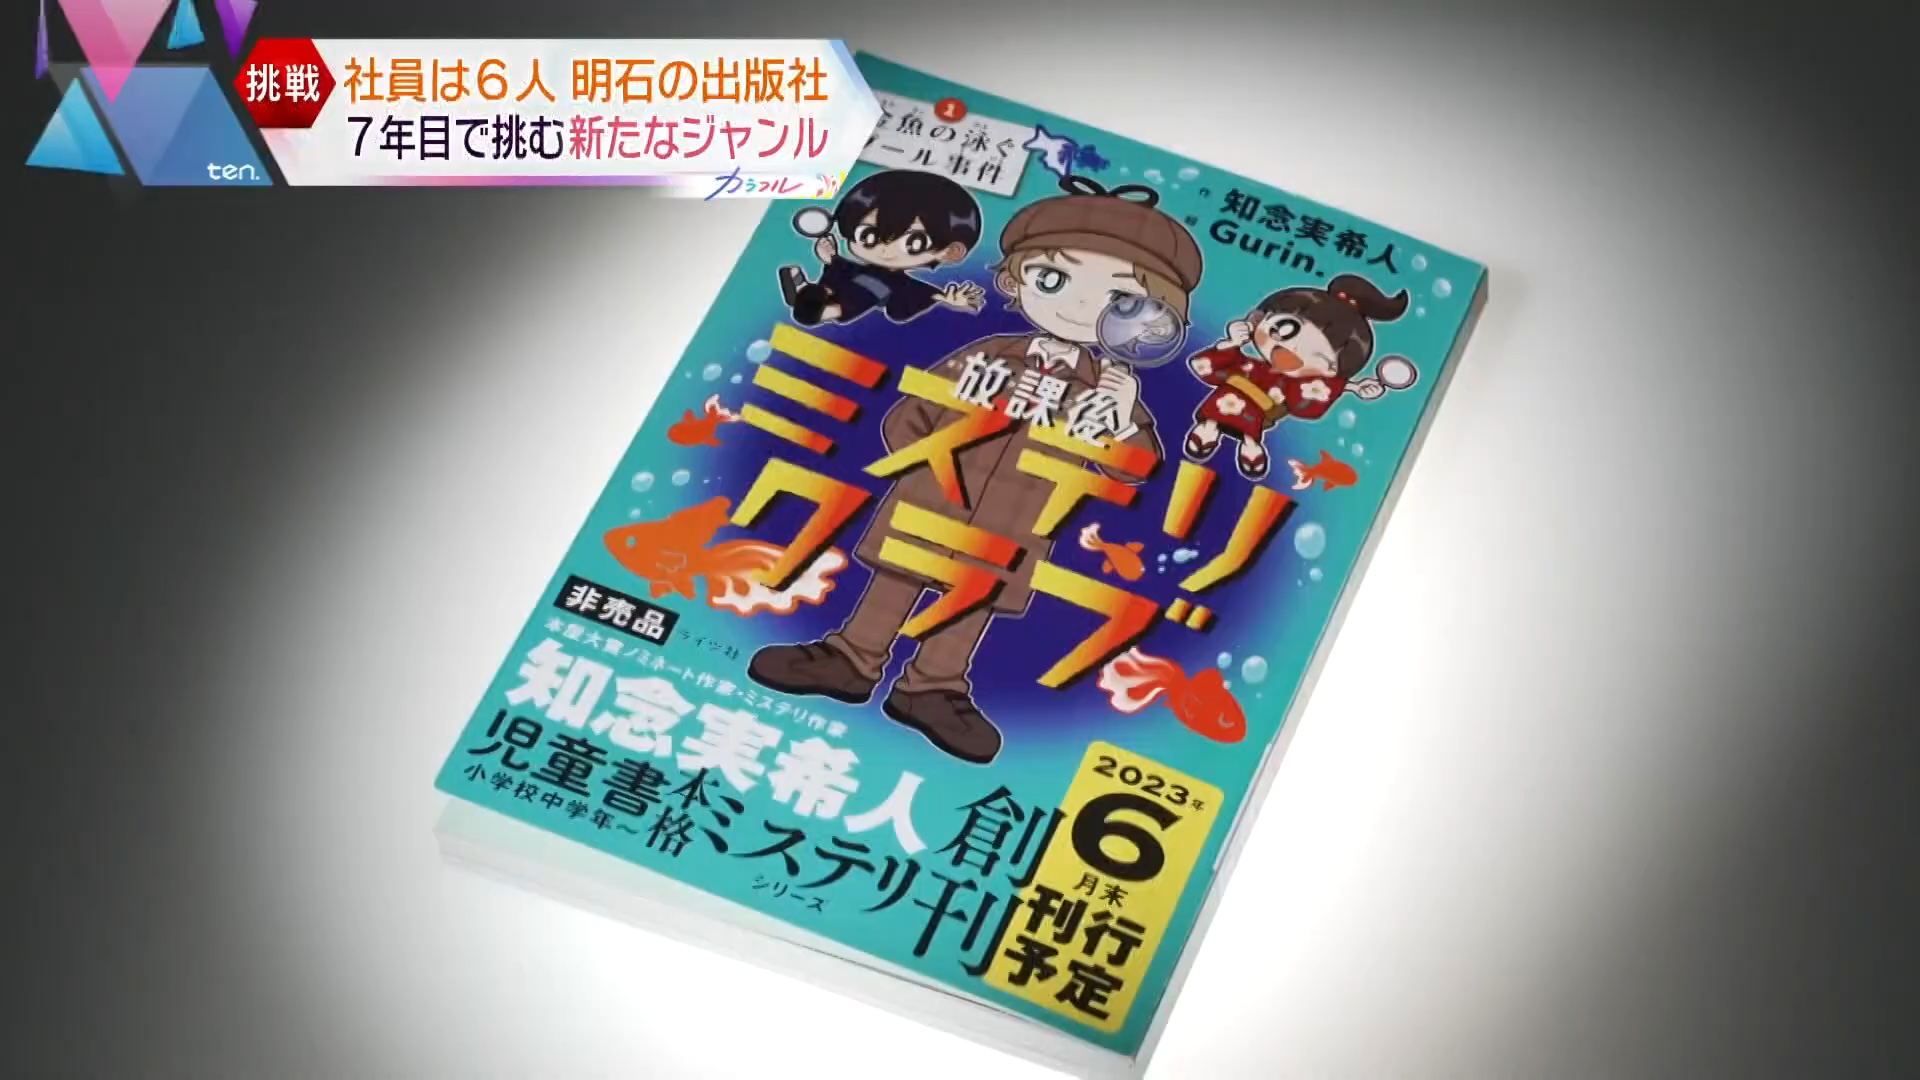 挑戦
社員は6人 明石の出版社
7年目で挑む新たなジャンル
ten.
カラフル
1
魚の泳ぐ
ール事件
作 知念実希人
絵 Gurin.
放課後
ミステリ
クラブ
非売品
ライツ社
本屋大賞ノミネート作家・ミステリ作家
知念実希人
児童書
小学校中学年～
本格ミステリ
シリーズ
創刊
2023年
6
月末
刊行
予定